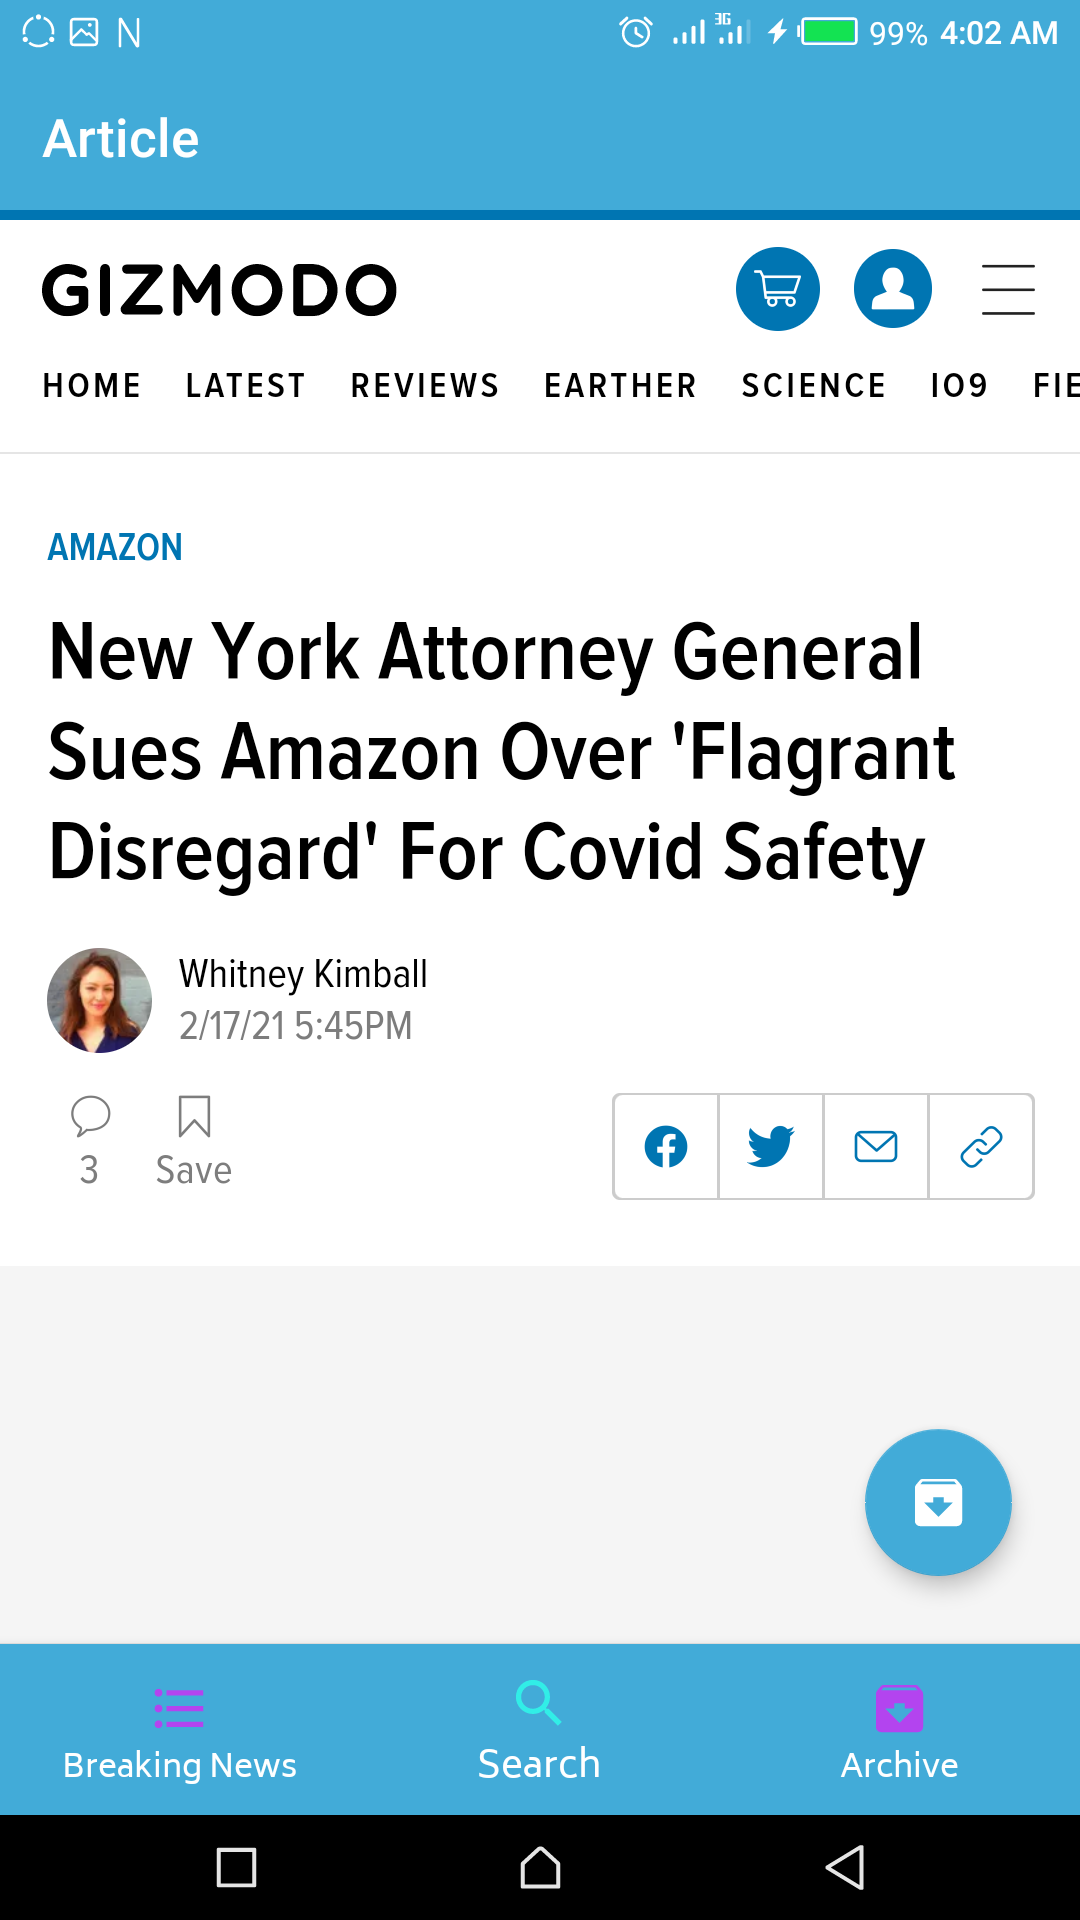 3G 99% 4:02 AM
Article
GIZMODO
HOME LATEST REVIEWS EARTHER SCIENCE IO9 FIE
AMAZON
New York Attorney General
Sues Amazon Over 'Flagrant
Disregard' For Covid Safety
Whitney Kimball
2/17/21 5:45PM
3 Save
Breaking News Search Archive